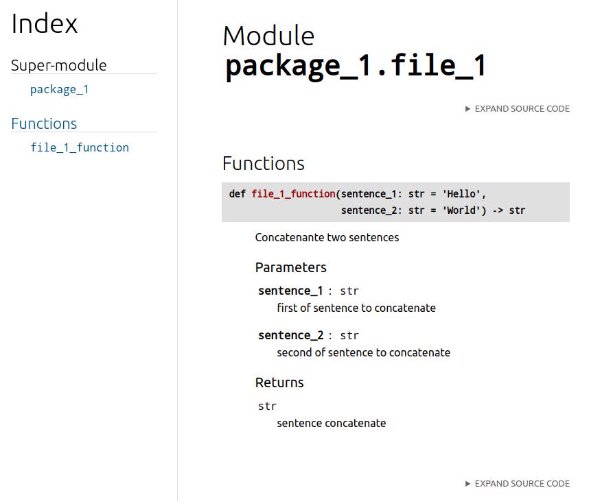 Index
Super-module
package_1
Functions
file_1_function
Module
package_1.file_1
▶ EXPAND SOURCE CODE
Functions
def file_1_function(sentence_1: str = 'Hello',
sentence_2: str = 'World') -> str
Concatenante two sentences
Parameters
sentence_1 : str
first of sentence to concatenate
sentence_2 : str
second of sentence to concatenate
Returns
str
sentence concatenate
▶ EXPAND SOURCE CODE